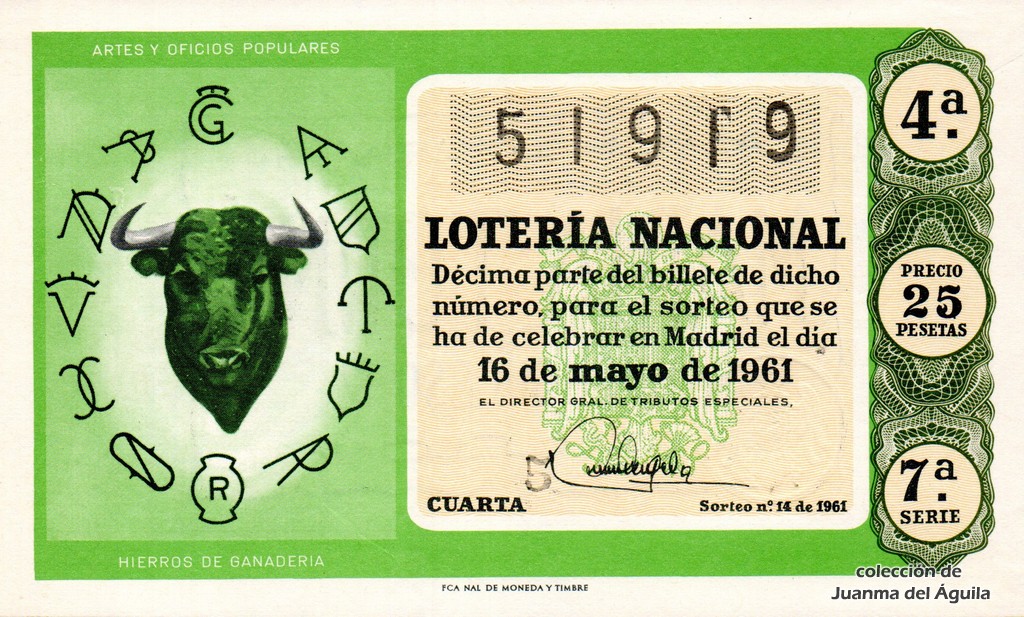 ARTES Y OFICIOS POPULARES
HIERROS DE GANADERIA
51919
LOTERÍA NACIONAL
Décima parte del billete de dicho
número, para el sorteo que se
ha de celebrar en Madrid el día
16 de mayo de 1961
EL DIRECTOR GRAL. DE TRIBUTOS ESPECIALES,
5
CUARTA
Sorteo nº. 14 de 1961
4ª.
PRECIO
25
PESETAS
7ª.
SERIE
FCA NAL DE MONEDA Y TIMBRE
colección de
Juanma del Águila